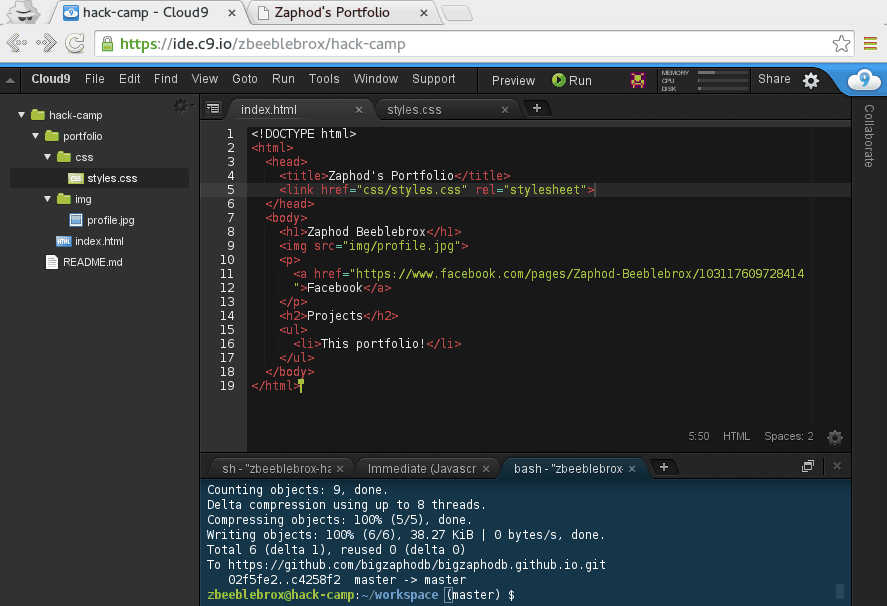 hack-camp - Cloud9
Zaphod's Portfolio
https://ide.c9.io/zbeeblebrox/hack-camp
Cloud9 File Edit Find View Goto Run Tools Window Support Preview Run MEMORY CPU DISK Share 9
Collaborate
hack-camp
portfolio
css
styles.css
img
profile.jpg
index.html
README.md
index.html
styles.css
1 <!DOCTYPE html>
2 <html>
3 <head>
4 <title>Zaphod's Portfolio</title>
5 <link href="css/styles.css" rel="stylesheet">
6 </head>
7 <body>
8 <h1>Zaphod Beeblebrox</h1>
9 <img src="img/profile.jpg">
10 <p>
11 <a href="https://www.facebook.com/pages/Zaphod-Beeblebrox/103117609728414
12 ">Facebook</a>
13 </p>
14 <h2>Projects</h2>
15 <ul>
16 <li>This portfolio!</li>
17 </ul>
18 </body>
19 </html>
5:50 HTML Spaces: 2
sh - "zbeeblebrox-ha
Immediate (Javascr
bash - "zbeeblebrox-
Counting objects: 9, done.
Delta compression using up to 8 threads.
Compressing objects: 100% (5/5), done.
Writing objects: 100% (6/6), 38.27 KiB | 0 bytes/s, done.
Total 6 (delta 1), reused 0 (delta 0)
To https://github.com/bigzaphodb/bigzaphodb.github.io.git
02f5fe2..c4258f2 master -> master
zbeeblebrox@hack-camp:~/workspace (master) $